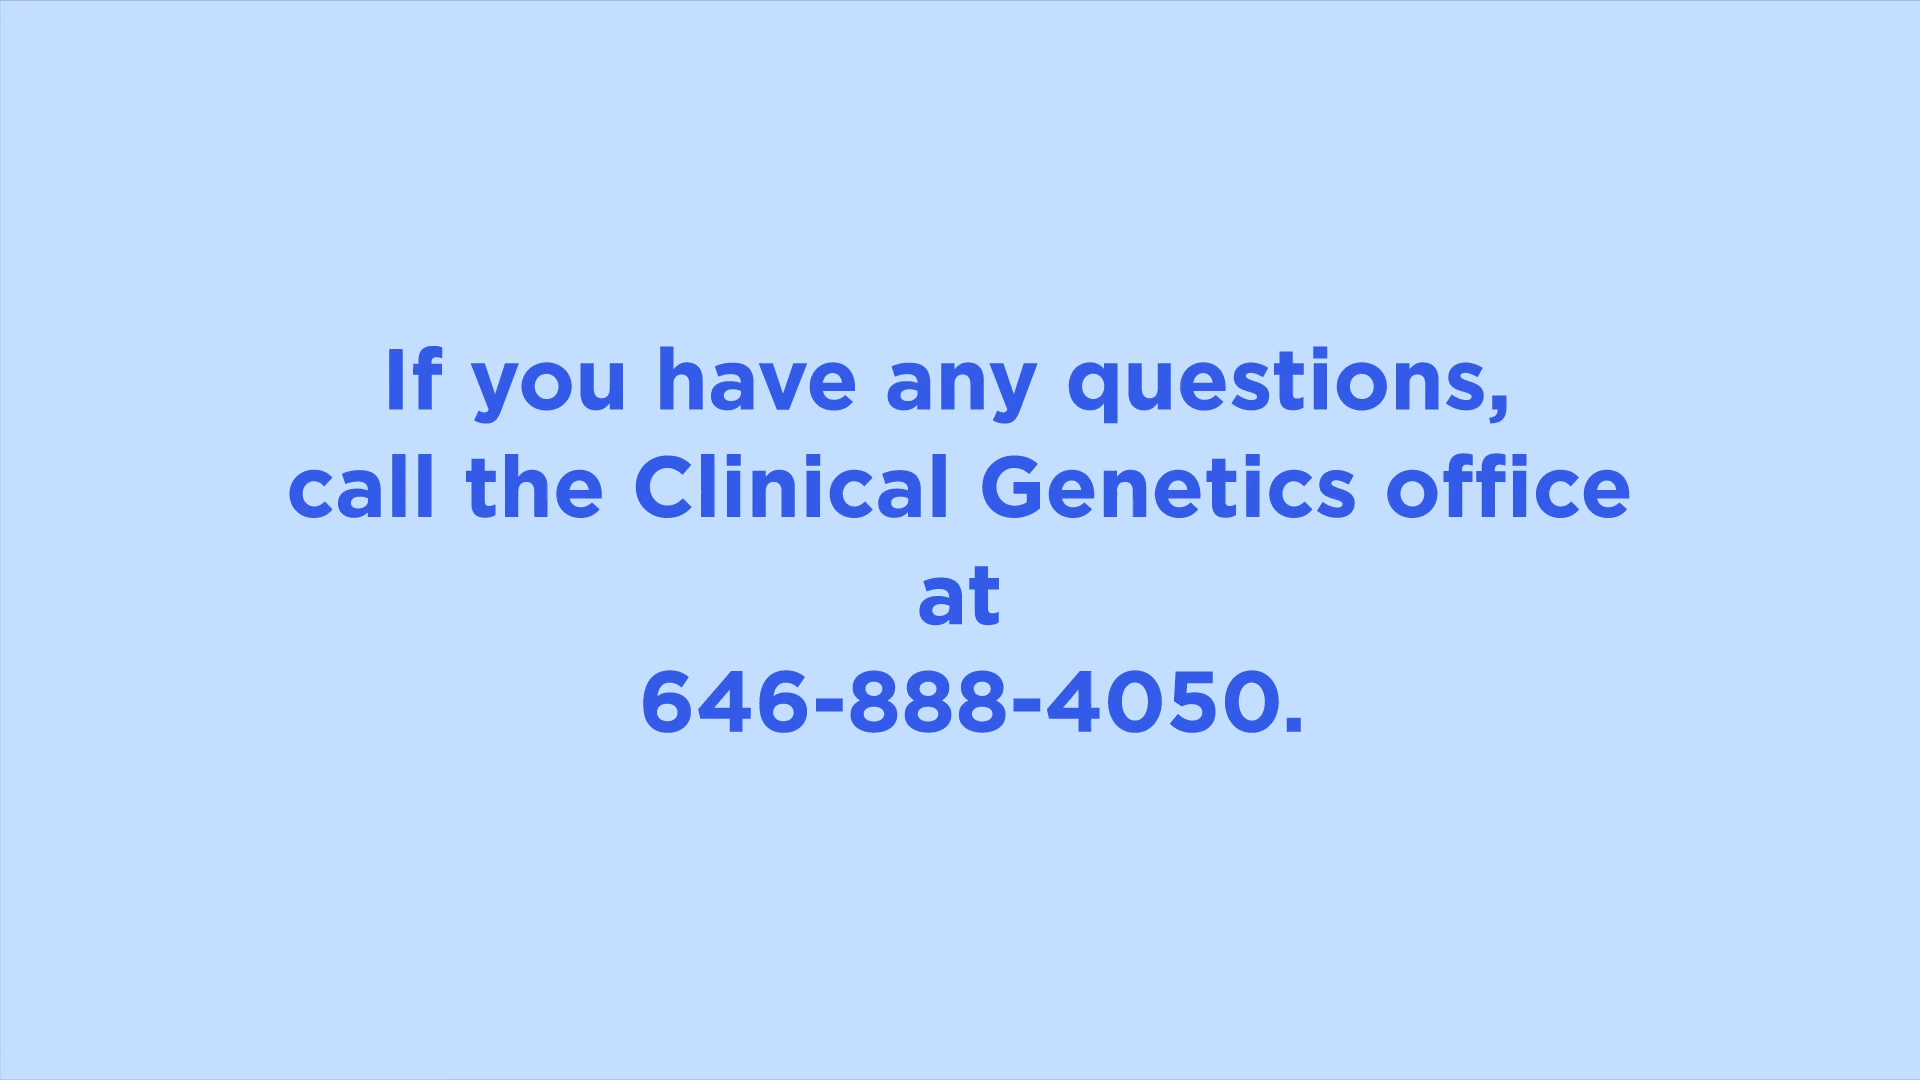 If you have any questions,
call the Clinical Genetics office
at
646-888-4050.